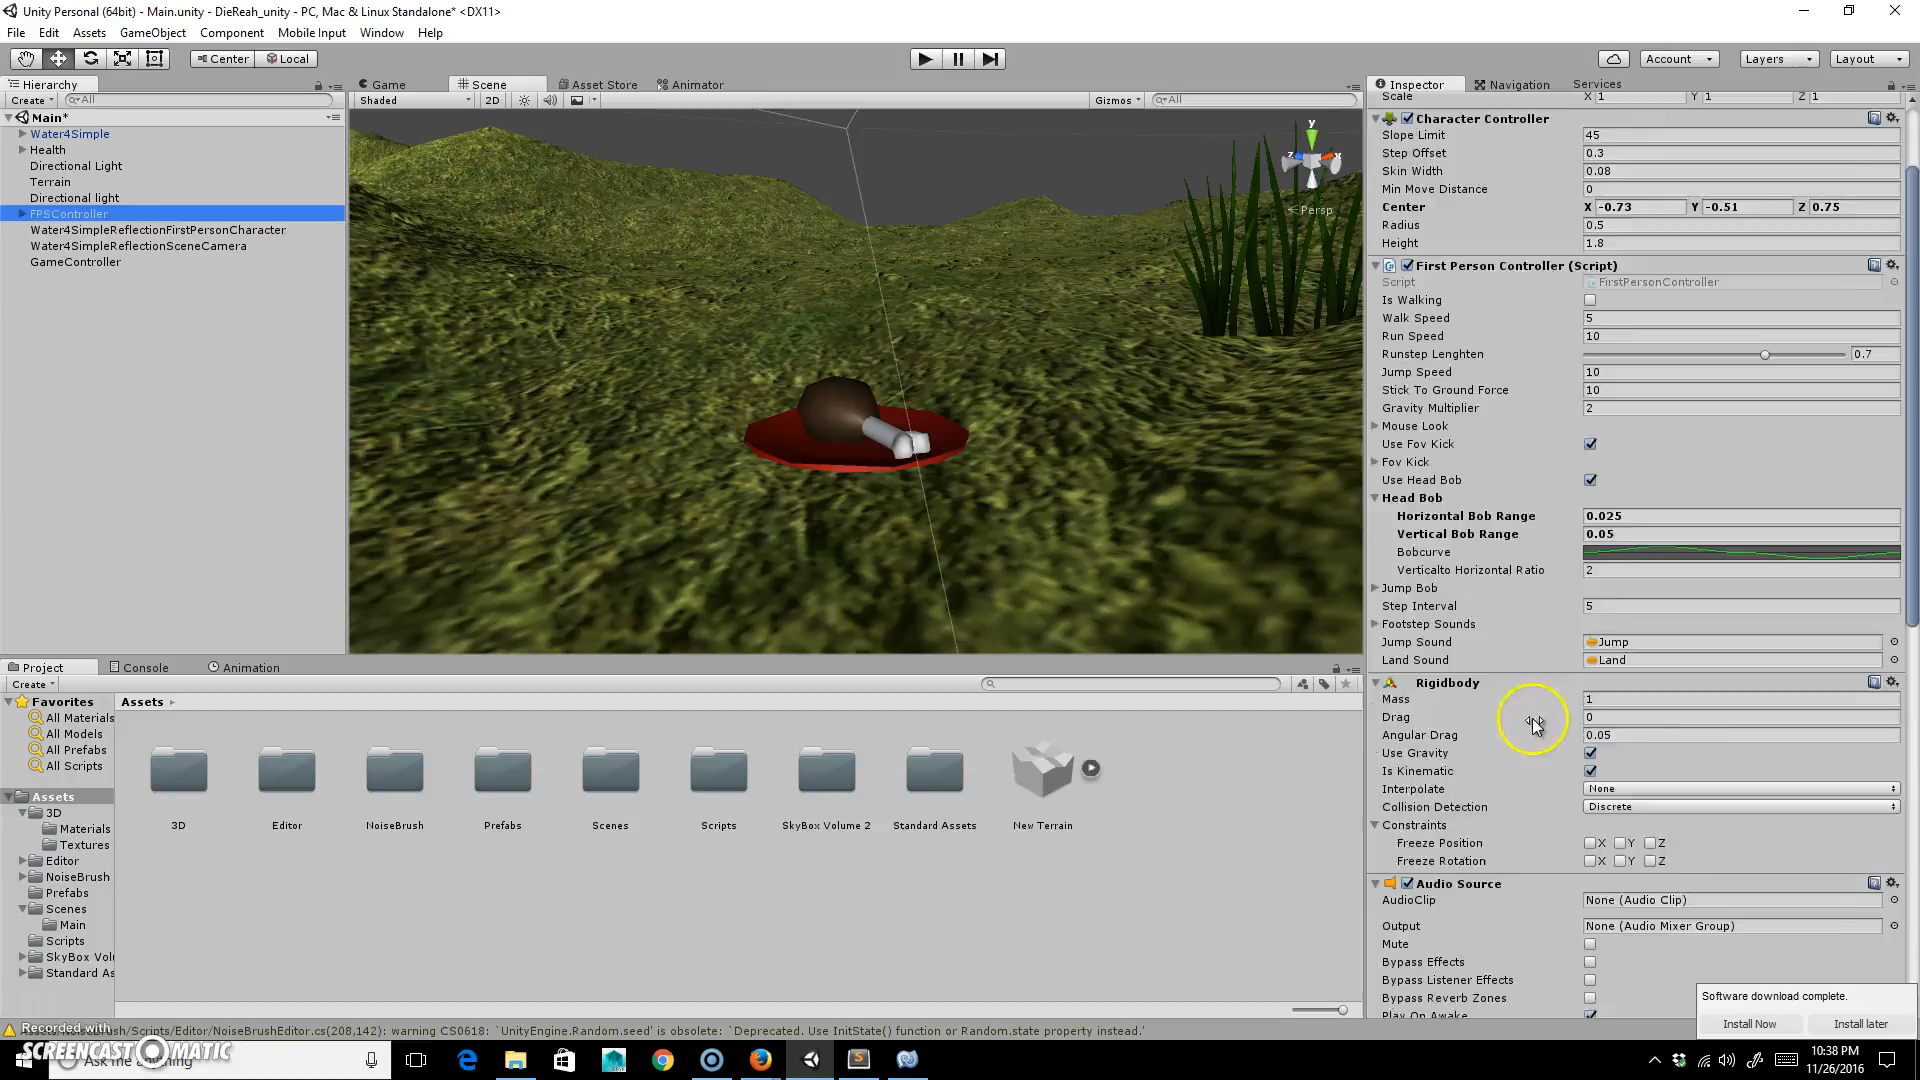 Unity Personal (64bit) - Main.unity - DieReah_unity - PC, Mac & Linux Standalone* <DX11>
File Edit Assets GameObject Component Mobile Input Window Help
Center Local Account Layers Layout
Hierarchy
Create All
Main*
Water4Simple
Health
Directional Light
Terrain
Directional light
FPSController
Water4SimpleReflectionFirstPersonCharacter
Water4SimpleReflectionSceneCamera
GameController
Game Scene Asset Store Animator
Shaded 2D Gizmos All
y
z x
Persp
Inspector Navigation Services
Scale X 1 Y 1 Z 1
Character Controller
Slope Limit 45
Step Offset 0.3
Skin Width 0.08
Min Move Distance 0
Center X -0.73 Y -0.51 Z 0.75
Radius 0.5
Height 1.8
First Person Controller (Script)
Script FirstPersonController
Is Walking
Walk Speed 5
Run Speed 10
Runstep Lenghten 0.7
Jump Speed 10
Stick To Ground Force 10
Gravity Multiplier 2
Mouse Look
Use Fov Kick
Fov Kick
Use Head Bob
Head Bob
Horizontal Bob Range 0.025
Vertical Bob Range 0.05
Bobcurve
Verticalto Horizontal Ratio 2
Jump Bob
Step Interval 5
Footstep Sounds
Jump Sound Jump
Land Sound Land
Rigidbody
Mass 1
Drag 0
Angular Drag 0.05
Use Gravity
Is Kinematic
Interpolate None
Collision Detection Discrete
Constraints
Freeze Position X Y Z
Freeze Rotation X Y Z
Audio Source
AudioClip None (Audio Clip)
Output None (Audio Mixer Group)
Mute
Bypass Effects
Bypass Listener Effects
Bypass Reverb Zones
Play On Awake
Project Console Animation
Create
Favorites
All Materials
All Models
All Prefabs
All Scripts
Assets
3D
Materials
Textures
Editor
NoiseBrush
Prefabs
Scenes
Main
Scripts
SkyBox Volu
Standard As
Assets
3D Editor NoiseBrush Prefabs Scenes Scripts SkyBox Volume 2 Standard Assets New Terrain
Software download complete.
Install Now Install later
Assets/NoiseBrush/Scripts/Editor/NoiseBrushEditor.cs(208,142): warning CS0618: `UnityEngine.Random.seed' is obsolete: `Deprecated. Use InitState() function or Random.state property instead.'
Recorded with
SCREENCAST MATIC
Ask me anything
10:38 PM
11/26/2016